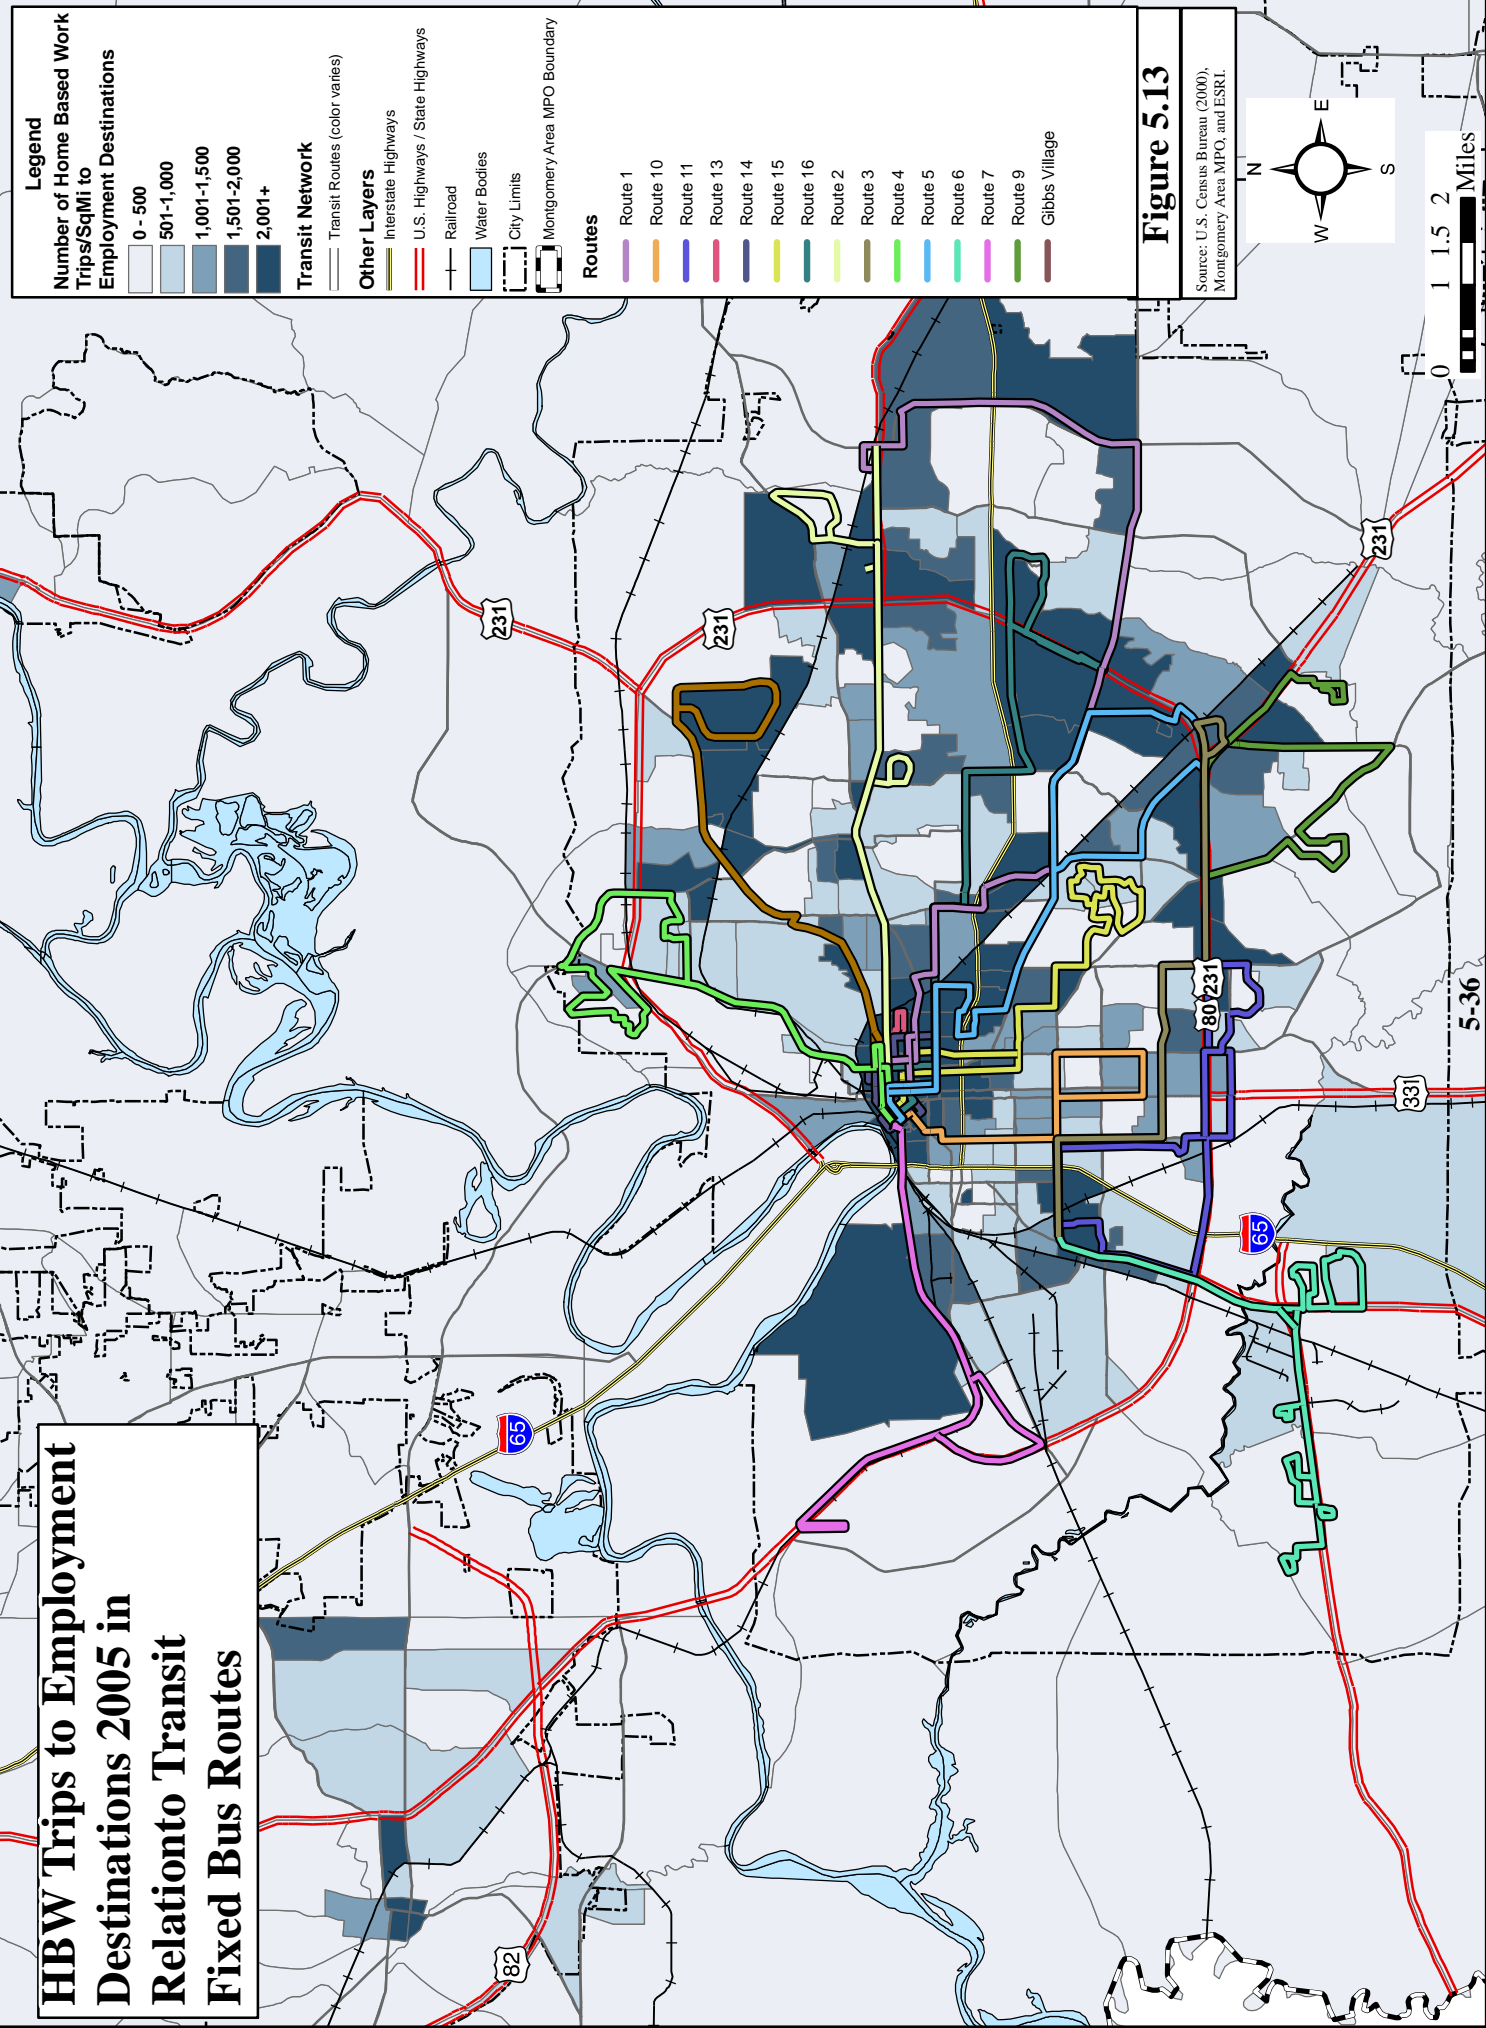 HBW Trips to Employment
Destinations 2005 in
Relationto Transit
Fixed Bus Routes
Legend
Number of Home Based Work
Trips/SqMi to
Employment Destinations
0 - 500
501-1,000
1,001-1,500
1,501-2,000
2,001+
Transit Network
Transit Routes (color varies)
Other Layers
Interstate Highways
U.S. Highways / State Highways
Railroad
Water Bodies
City Limits
Montgomery Area MPO Boundary
Routes
Route 1
Route 10
Route 11
Route 13
Route 14
Route 15
Route 16
Route 2
Route 3
Route 4
Route 5
Route 6
Route 7
Route 9
Gibbs Village
Figure 5.13
Source: U.S. Census Bureau (2000),
Montgomery Area MPO, and ESRI.
N
W
E
S
0 1 1.5 2
Miles
231
231
65
82
231
80
231
331
65
5-36